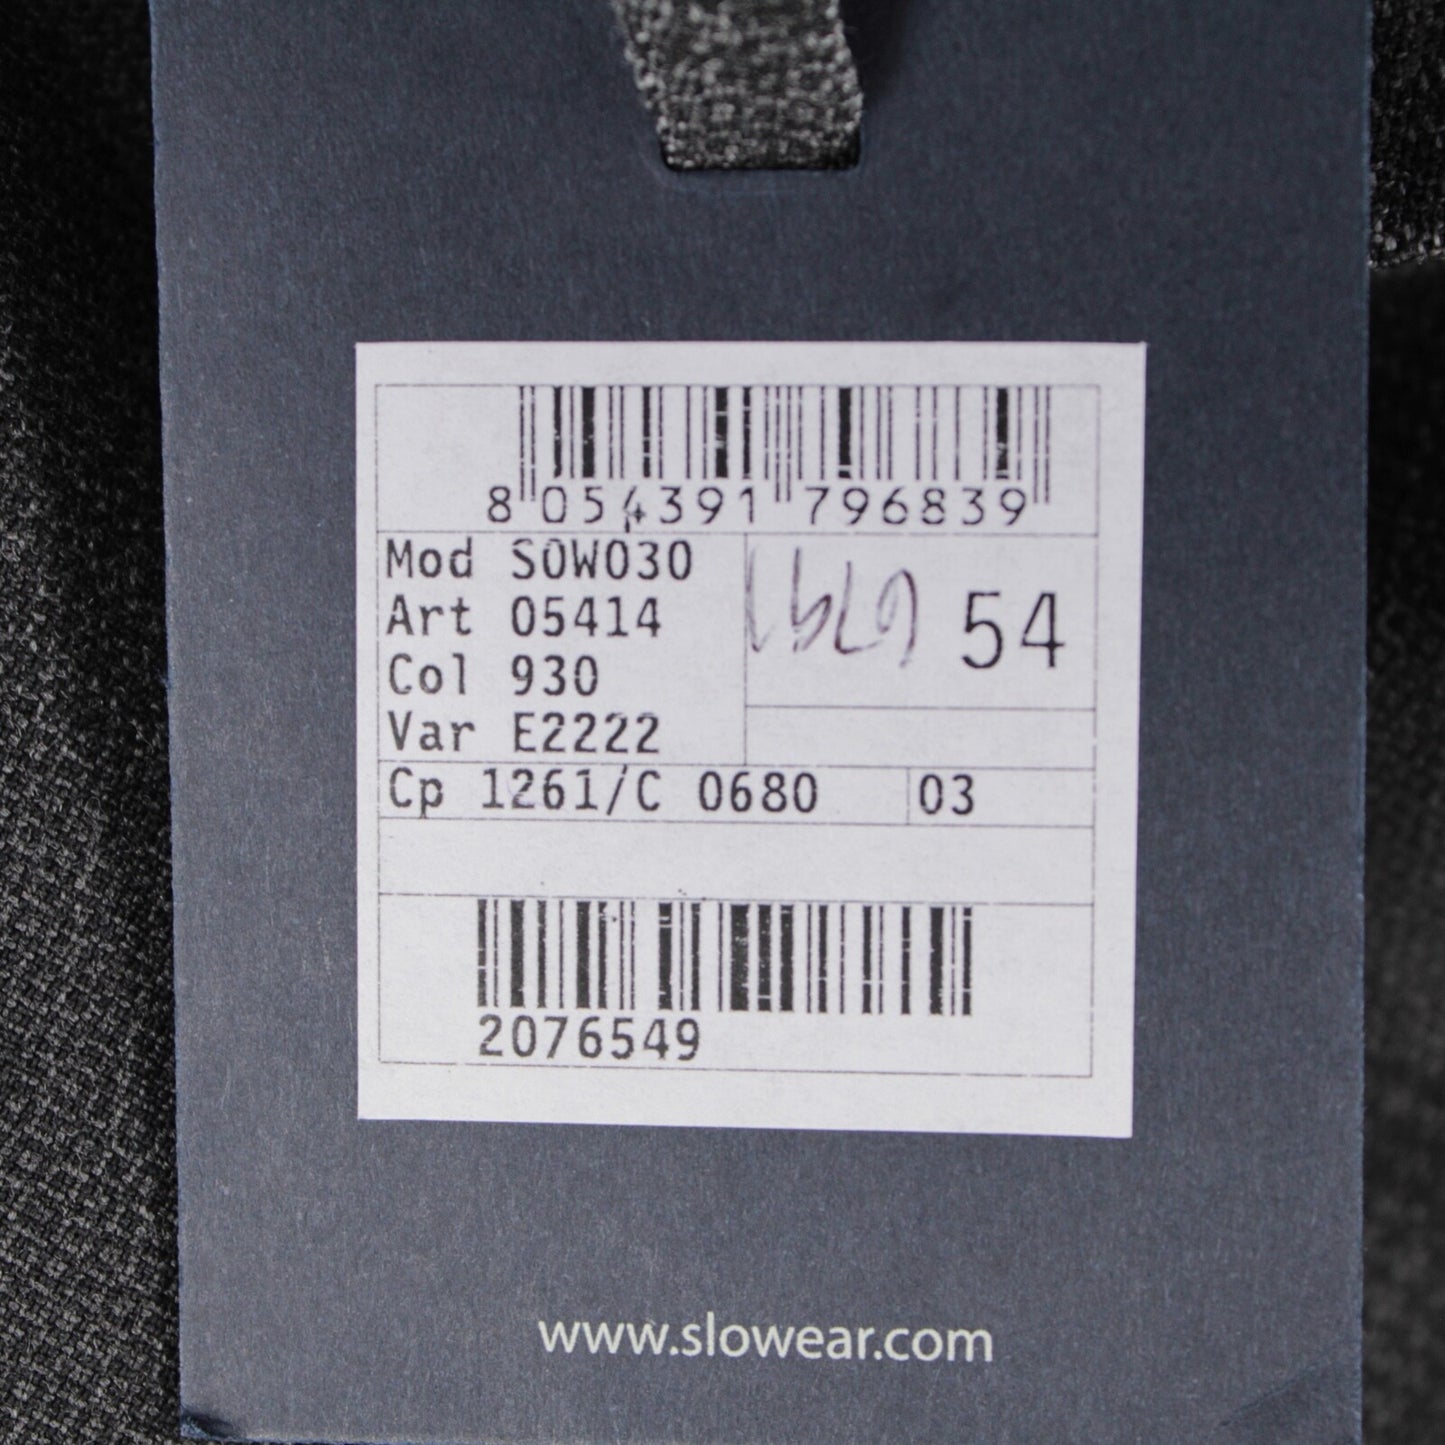 8 054391 796839
Mod S0W030
Art 05414
Col 930
Var E2222
54
Cp 1261/C 0680 03
2076549
www.slowear.com